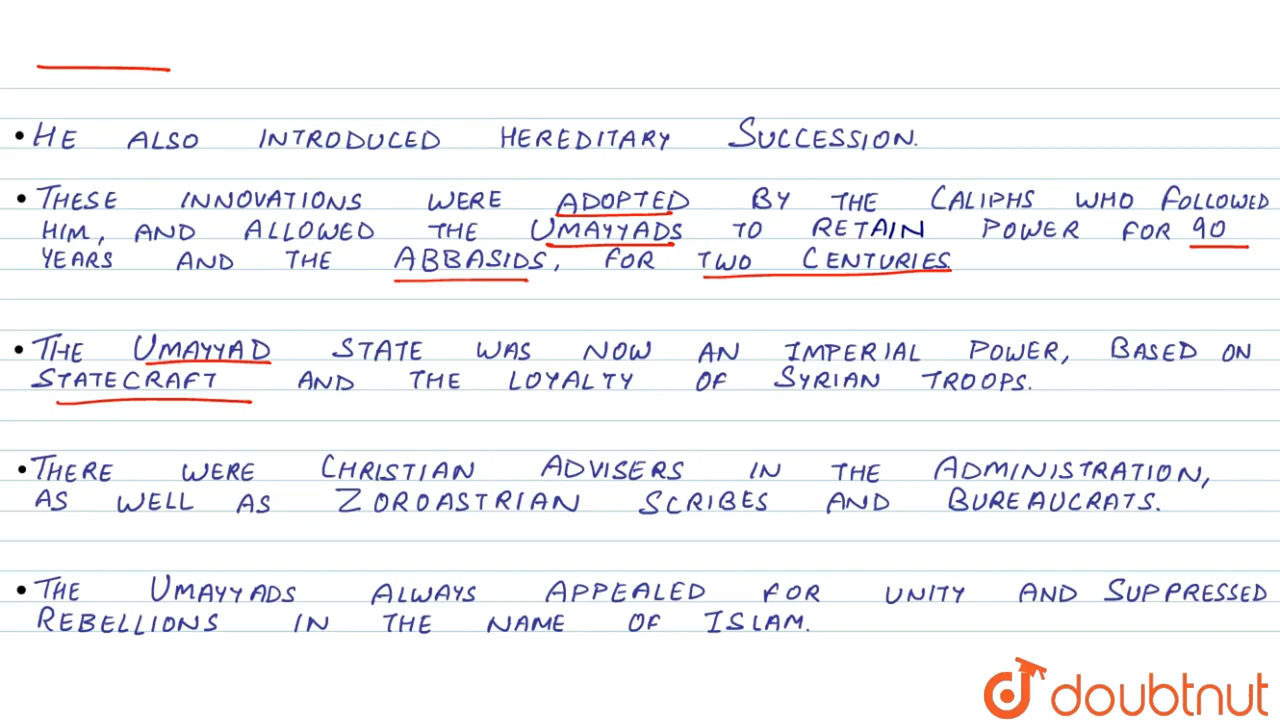 • HE ALSO INTRODUCED HEREDITARY SUCCESSION.
• THESE INNOVATIONS WERE ADOPTED BY THE CALIPHS WHO FOLLOWED
HIM, AND ALLOWED THE UMAYYADS TO RETAIN POWER FOR 90
YEARS AND THE ABBASIDS, FOR TWO CENTURIES.
• THE UMAYYAD STATE WAS NOW AN IMPERIAL POWER, BASED ON
STATECRAFT AND THE LOYALTY OF SYRIAN TROOPS.
• THERE WERE CHRISTIAN ADVISERS IN THE ADMINISTRATION,
AS WELL AS ZOROASTRIAN SCRIBES AND BUREAUCRATS.
• THE UMAYYADS ALWAYS APPEALED FOR UNITY AND SUPPRESSED
REBELLIONS IN THE NAME OF ISLAM.
doubtnut